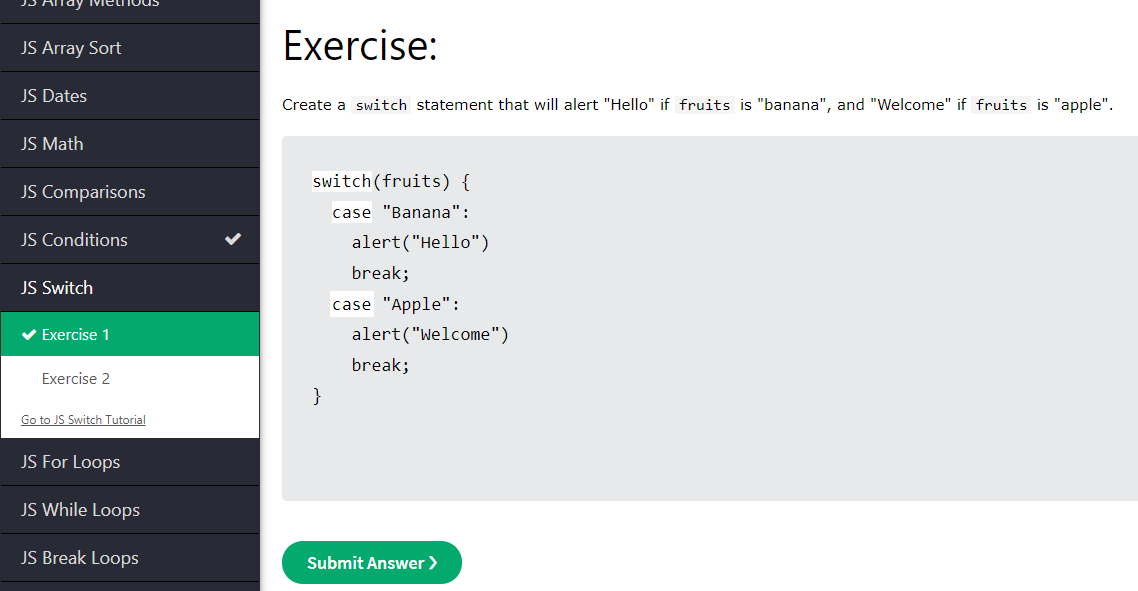 JS Array Methods
JS Array Sort
JS Dates
JS Math
JS Comparisons
JS Conditions
JS Switch
Exercise 1
Exercise 2
Go to JS Switch Tutorial
JS For Loops
JS While Loops
JS Break Loops
Exercise:
Create a switch statement that will alert "Hello" if fruits is "banana", and "Welcome" if fruits is "apple".
switch(fruits) {
case "Banana":
alert("Hello")
break;
case "Apple":
alert("Welcome")
break;
}
Submit Answer ❯